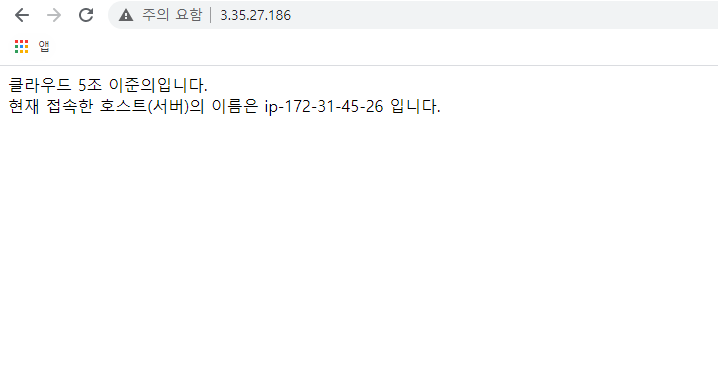 주의 요함 | 3.35.27.186
앱
클라우드 5조 이준의입니다.
현재 접속한 호스트(서버)의 이름은 ip-172-31-45-26 입니다.